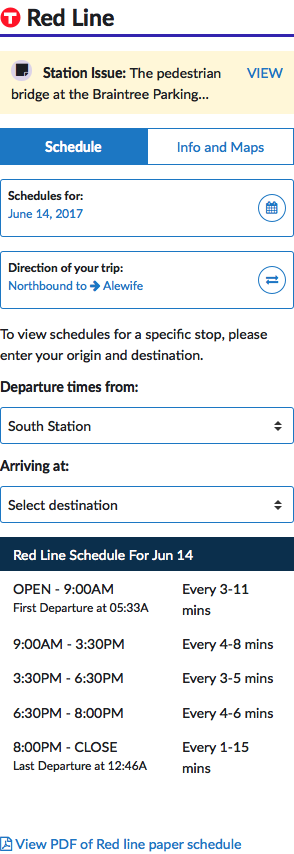 T Red Line
Station Issue: The pedestrian VIEW
bridge at the Braintree Parking...
Schedule Info and Maps
Schedules for:
June 14, 2017
Direction of your trip:
Northbound to → Alewife
To view schedules for a specific stop, please
enter your origin and destination.
Departure times from:
South Station
Arriving at:
Select destination
Red Line Schedule For Jun 14
OPEN - 9:00AM Every 3-11
First Departure at 05:33A mins
9:00AM - 3:30PM Every 4-8 mins
3:30PM - 6:30PM Every 3-5 mins
6:30PM - 8:00PM Every 4-6 mins
8:00PM - CLOSE Every 1-15
Last Departure at 12:46A mins
View PDF of Red line paper schedule